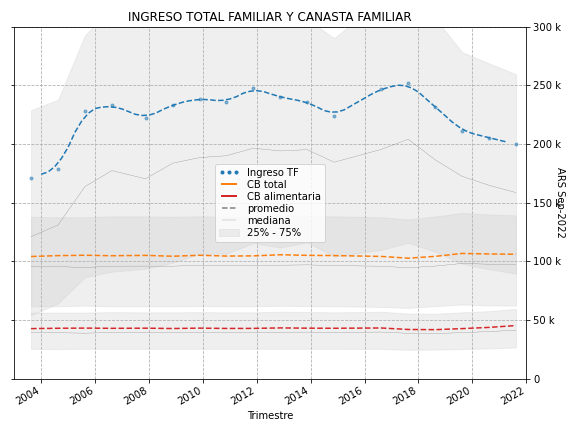 INGRESO TOTAL FAMILIAR Y CANASTA FAMILIAR
300 k
250 k
200 k
150 k
100 k
50 k
0
ARS Sep-2022
Ingreso TF
CB total
CB alimentaria
promedio
mediana
25% - 75%
2004 2006 2008 2010 2012 2014 2016 2018 2020 2022
Trimestre